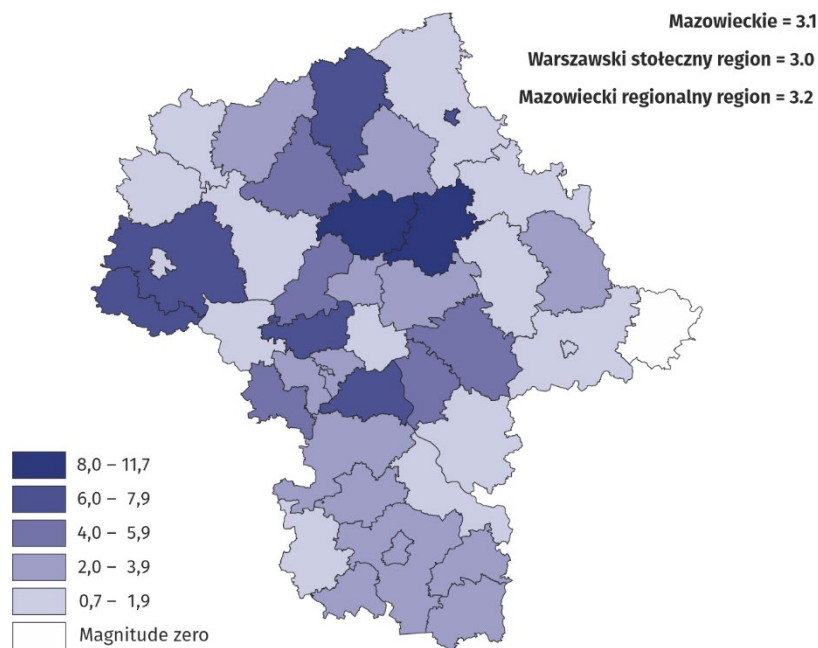 Mazowieckie = 3.1
Warszawski stołeczny region = 3.0
Mazowiecki regionalny region = 3.2
8,0 – 11,7
6,0 – 7,9
4,0 – 5,9
2,0 – 3,9
0,7 – 1,9
Magnitude zero